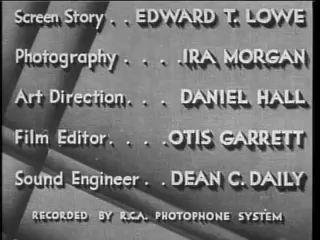 Screen Story . . EDWARD T. LOWE
Photography . . . . IRA MORGAN
Art Direction . . . DANIEL HALL
Film Editor . . . . OTIS GARRETT
Sound Engineer . . DEAN C. DAILY
RECORDED BY R.C.A. PHOTOPHONE SYSTEM